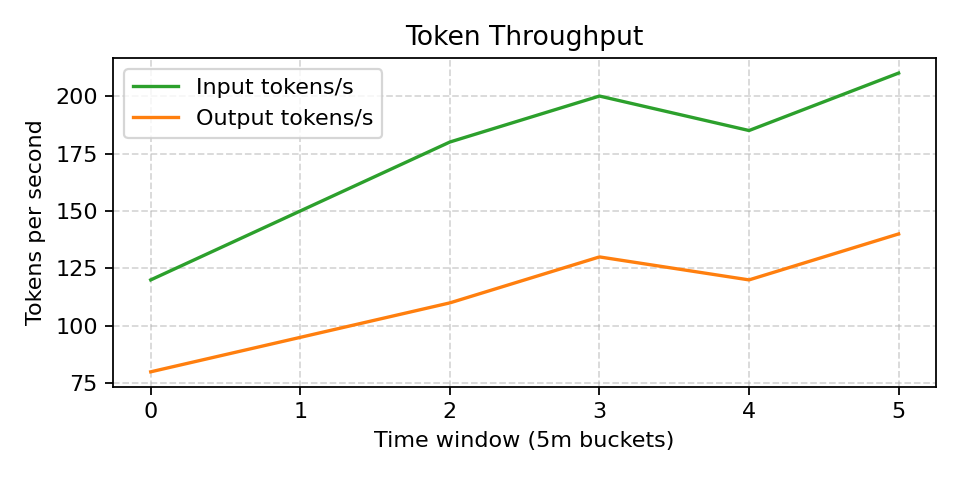 Token Throughput
Input tokens/s
Output tokens/s
Tokens per second
200
175
150
125
100
75
0 1 2 3 4 5
Time window (5m buckets)